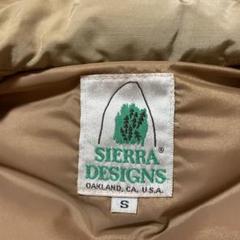 SIERRA
DESIGNS
OAKLAND, CA. U.S.A.
S